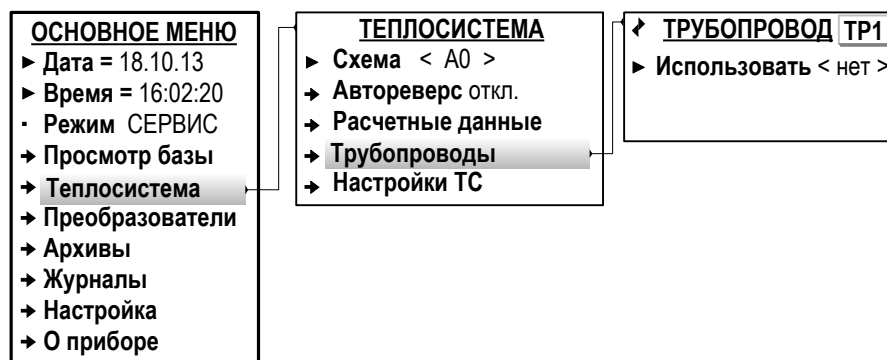 ОСНОВНОЕ МЕНЮ
Дата = 18.10.13
Время = 16:02:20
Режим СЕРВИС
Просмотр базы
Теплосистема
Преобразователи
Архивы
Журналы
Настройка
О приборе
ТЕПЛОСИСТЕМА
Схема < А0 >
Автореверс откл.
Расчетные данные
Трубопроводы
Настройки ТС
ТРУБОПРОВОД ТР1
Использовать < нет >